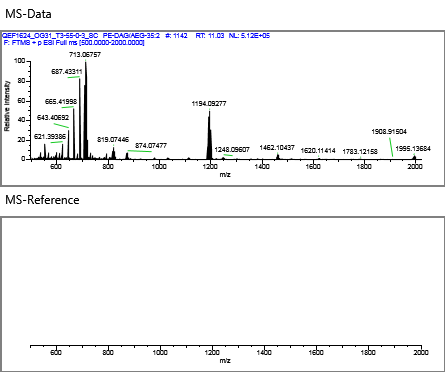 MS-Data
QEF1624_OG31_T3-55-0-3_SC PE-DAG/AEG-35:2 #: 1142 RT: 11.03 NL: 5.12E+05
F: FTMS + p ESI Full ms [500.0000-2000.0000]
713.06757
100
687.43311
80
665.41998
60
1194.09277
643.40692
40
621.39386
1908.91504
20
819.07446
874.07477
1248.09607
1462.10437
1620.11414
1783.12158
1995.13684
0
Relative Intensity
600 800 1000 1200 1400 1600 1800 2000
m/z
MS-Reference
600 800 1000 1200 1400 1600 1800 2000
m/z